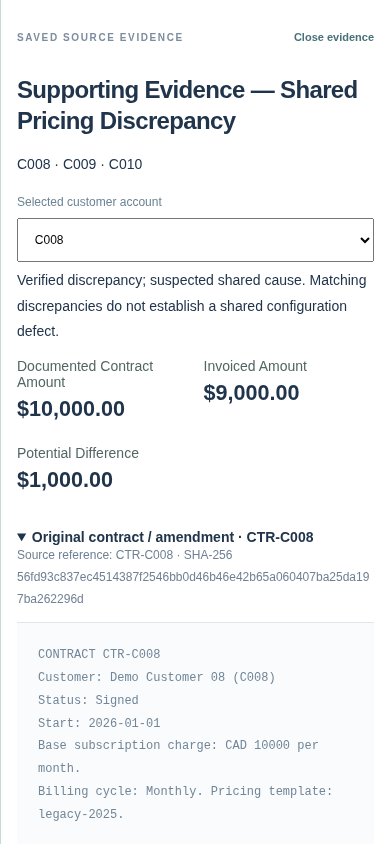 SAVED SOURCE EVIDENCE
Close evidence
Supporting Evidence — Shared
Pricing Discrepancy
C008 · C009 · C010
Selected customer account
C008
Verified discrepancy; suspected shared cause. Matching
discrepancies do not establish a shared configuration
defect.
Documented Contract
Amount
$10,000.00
Invoiced Amount
$9,000.00
Potential Difference
$1,000.00
▼ Original contract / amendment · CTR-C008
Source reference: CTR-C008 · SHA-256
56fd93c837ec4514387f2546bb0d46b46e42b65a060407ba25da19
7ba262296d
CONTRACT CTR-C008
Customer: Demo Customer 08 (C008)
Status: Signed
Start: 2026-01-01
Base subscription charge: CAD 10000 per
month.
Billing cycle: Monthly. Pricing template:
legacy-2025.